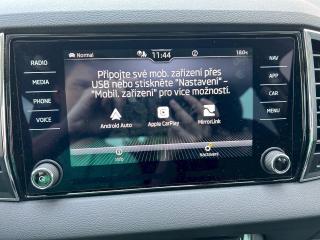 Normal
11:44
RADIO
MEDIA
PHONE
VOICE
Připojte své mob. zařízení přes
USB nebo stiskněte "Nastavení" –
"Mobil. zařízení" pro více možností.
Android Auto
Apple CarPlay
MirrorLink
Info
Nastavení
NAV
APP
CAR
MENU